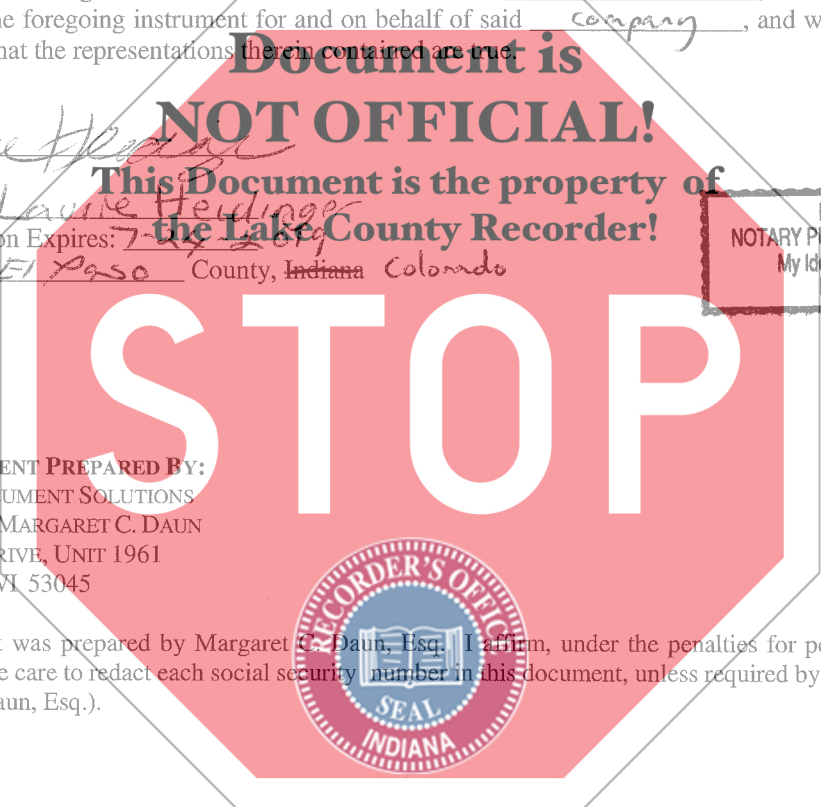 he foregoing instrument for and on behalf of said company, and w
hat the representations therein contained are true.
Document is
NOT OFFICIAL!
This Document is the property of
the Lake County Recorder!
Laurie Heidinger
on Expires:
El Paso County, Indiana Colorado
NOTARY P
My Id
STOP
ENT PREPARED BY:
CUMENT SOLUTIONS
MARGARET C. DAUN
RIVE, UNIT 1961
WI 53045
t was prepared by Margaret C. Daun, Esq. I affirm, under the penalties for pe
e care to redact each social security number in this document, unless required by
aun, Esq.).
RECORDER'S OFFICE
SEAL
INDIANA